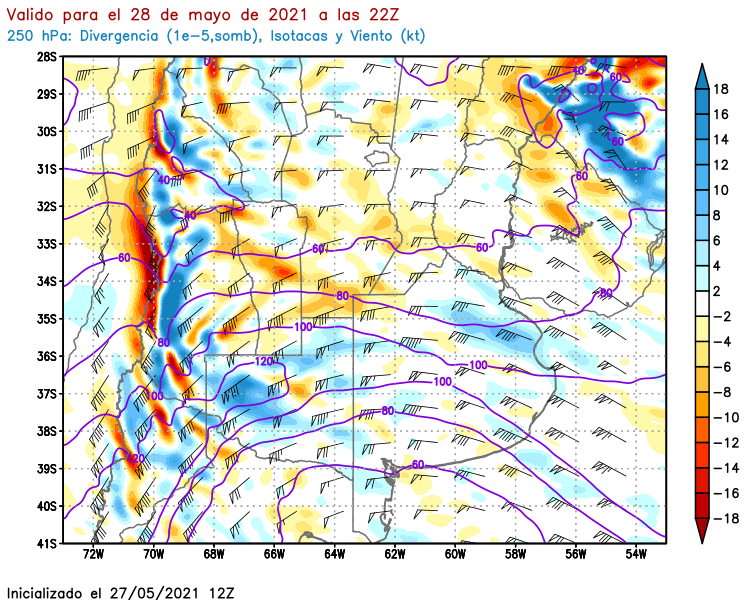 Valido para el 28 de mayo de 2021 a las 22Z
250 hPa: Divergencia (1e−5,somb), Isotacas y Viento (kt)
28S
29S
30S
31S
32S
33S
34S
35S
36S
37S
38S
39S
40S
41S
72W 70W 68W 66W 64W 62W 60W 58W 56W 54W
18
16
14
12
10
8
6
4
2
−2
−4
−6
−8
−10
−12
−14
−16
−18
40
60
60
60
40
40
60
60
60
80
80
80
100
120
100
100
100
80
60
120
Inicializado el 27/05/2021 12Z